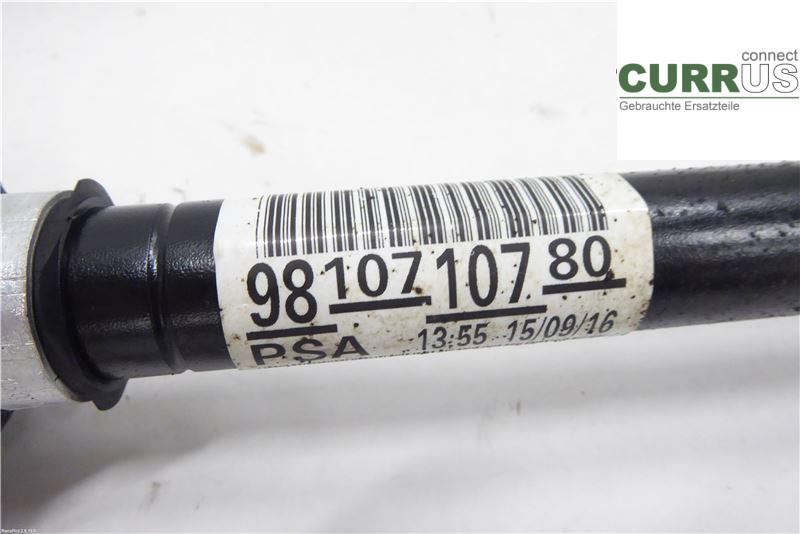 connect
CURRUS
Gebrauchte Ersatzteile
98 107 107 80
PSA 13:55 15/09/16